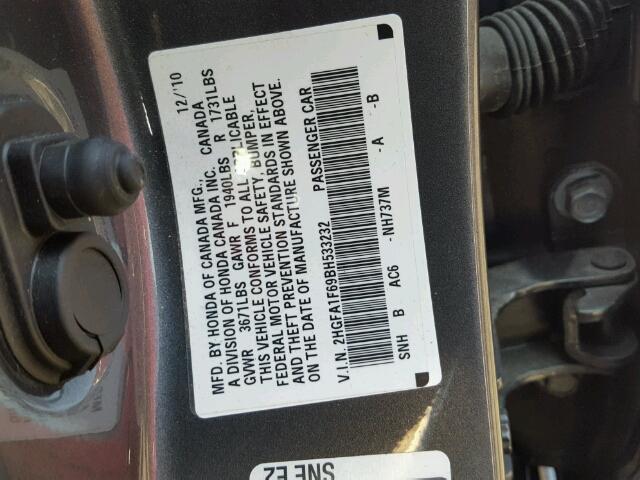 MFD. BY HONDA OF CANADA MFG., 12/'10
A DIVISION OF HONDA CANADA INC. CANADA
GVWR 3671LBS GAWR F 1940LBS R 1731LBS
THIS VEHICLE CONFORMS TO ALL APPLICABLE
FEDERAL MOTOR VEHICLE SAFETY, BUMPER,
AND THEFT PREVENTION STANDARDS IN EFFECT
ON THE DATE OF MANUFACTURE SHOWN ABOVE.
V.I.N. 2HGFA1F69BH533232 PASSENGER CAR
SNH B AC6 -NH737M -A -B
SNE EZ